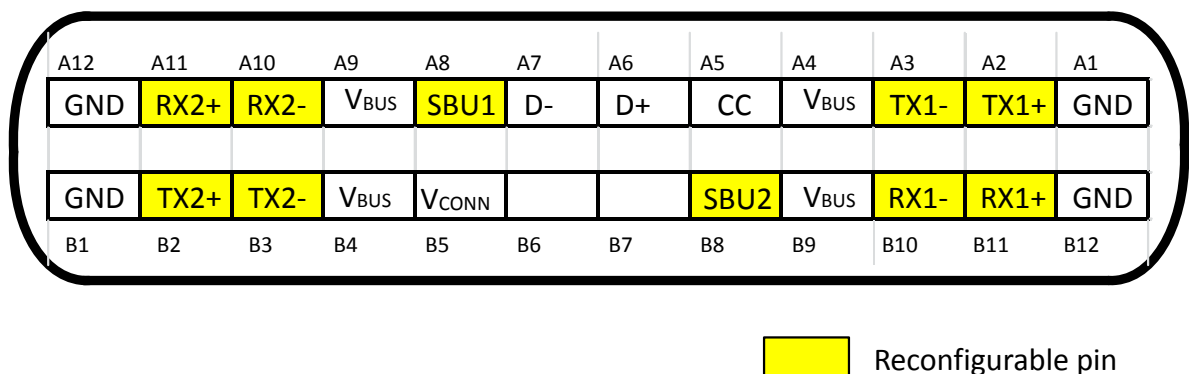 A12 A11 A10 A9 A8 A7 A6 A5 A4 A3 A2 A1
GND RX2+ RX2- VBUS SBU1 D- D+ CC VBUS TX1- TX1+ GND
GND TX2+ TX2- VBUS VCONN SBU2 VBUS RX1- RX1+ GND
B1 B2 B3 B4 B5 B6 B7 B8 B9 B10 B11 B12
Reconfigurable pin